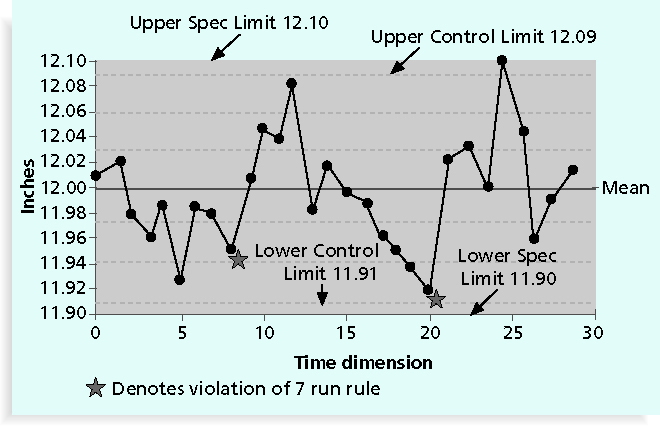 Upper Spec Limit 12.10
Upper Control Limit 12.09
12.10
12.08
12.06
12.04
12.02
12.00
11.98
11.96
11.94
11.92
11.90
Inches
Mean
Lower Control
Limit 11.91
Lower Spec
Limit 11.90
0 5 10 15 20 25 30
Time dimension
Denotes violation of 7 run rule